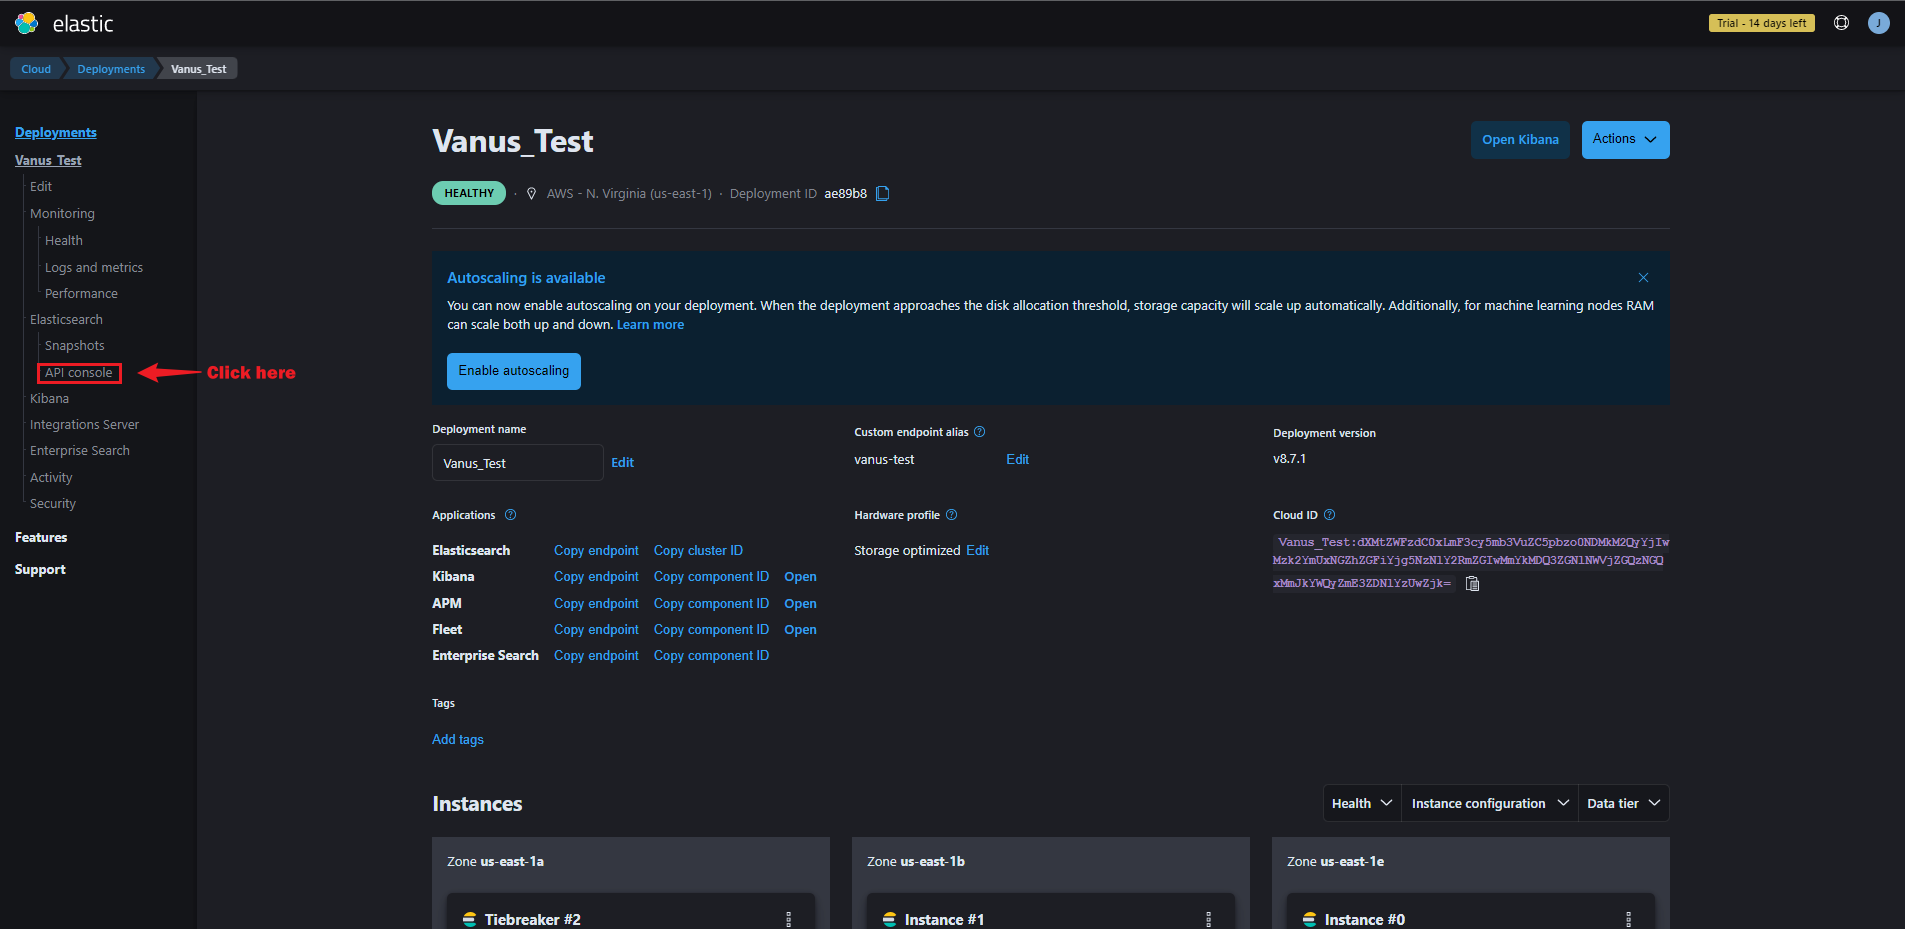 elastic
Trial - 14 days left
J
Cloud
Deployments
Vanus_Test
Deployments
Vanus_Test
Edit
Monitoring
Health
Logs and metrics
Performance
Elasticsearch
Snapshots
API console
Click here
Kibana
Integrations Server
Enterprise Search
Activity
Security
Features
Support
Vanus_Test
Open Kibana
Actions
HEALTHY · AWS - N. Virginia (us-east-1) · Deployment ID ae89b8
Autoscaling is available
You can now enable autoscaling on your deployment. When the deployment approaches the disk allocation threshold, storage capacity will scale up automatically. Additionally, for machine learning nodes RAM
can scale both up and down. Learn more
Enable autoscaling
Deployment name
Vanus_Test
Edit
Custom endpoint alias
vanus-test
Edit
Deployment version
v8.7.1
Applications
Elasticsearch Copy endpoint Copy cluster ID
Kibana Copy endpoint Copy component ID Open
APM Copy endpoint Copy component ID Open
Fleet Copy endpoint Copy component ID Open
Enterprise Search Copy endpoint Copy component ID
Hardware profile
Storage optimized Edit
Cloud ID
Tags
Add tags
Instances
Health
Instance configuration
Data tier
Zone us-east-1a
Tiebreaker #2
Zone us-east-1b
Instance #1
Zone us-east-1e
Instance #0